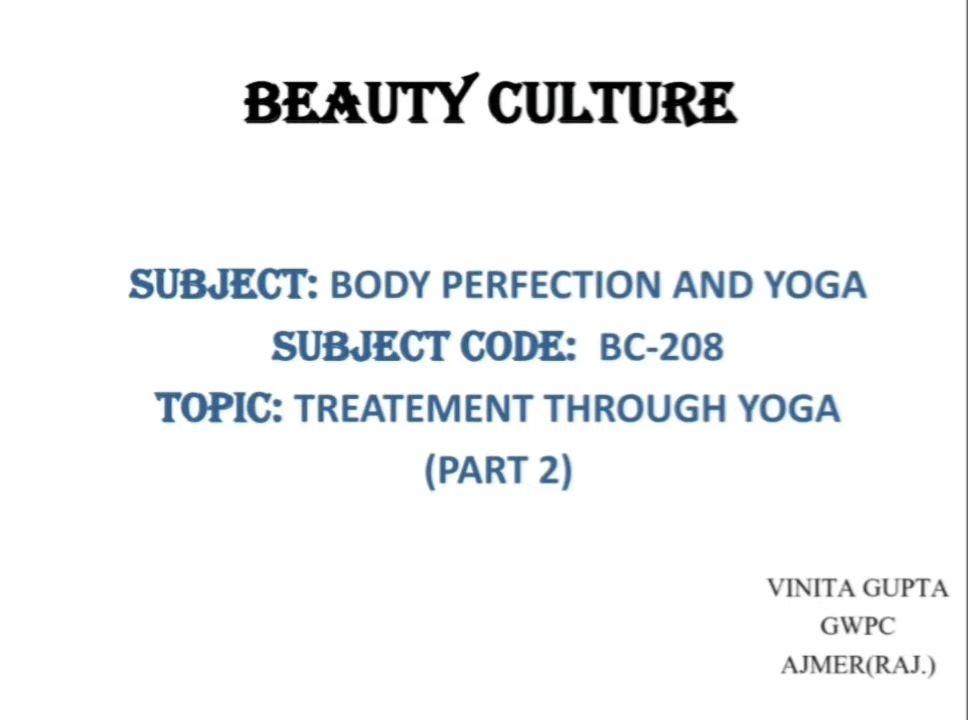 BEAUTY CULTURE
SUBJECT: BODY PERFECTION AND YOGA
SUBJECT CODE: BC-208
TOPIC: TREATEMENT THROUGH YOGA
(PART 2)
VINITA GUPTA
GWPC
AJMER(RAJ.)